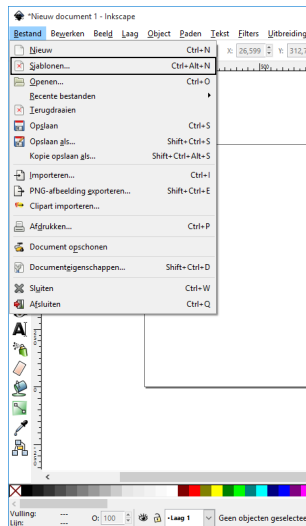 *Nieuw document 1 - Inkscape
Bestand Bewerken Beeld Laag Object Paden Tekst Filters Uitbreiding
Nieuw Ctrl+N
X: 26,599 Y: 312,7
Sjablonen... Ctrl+Alt+N
Openen... Ctrl+O
Recente bestanden
Terugdraaien
Opslaan Ctrl+S
Opslaan als... Shift+Ctrl+S
Kopie opslaan als... Shift+Ctrl+Alt+S
Importeren... Ctrl+I
PNG-afbeelding exporteren... Shift+Ctrl+E
Clipart importeren...
Afdrukken... Ctrl+P
Document opschonen
Documenteigenschappen... Shift+Ctrl+D
Sluiten Ctrl+W
Afsluiten Ctrl+Q
Vulling: ---
Lijn: ---
O: 100
•Laag 1
Geen objecten geselectee